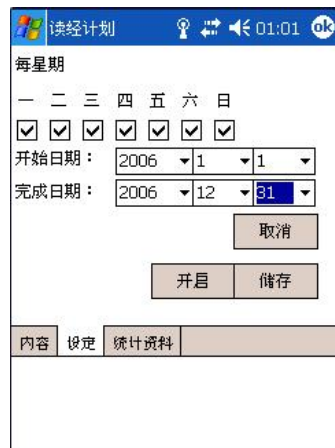 读经计划 01:01 ok
每星期
一 二 三 四 五 六 日
开始日期： 2006 1 1
完成日期： 2006 12 31
取消
开启 储存
内容 设定 统计资料